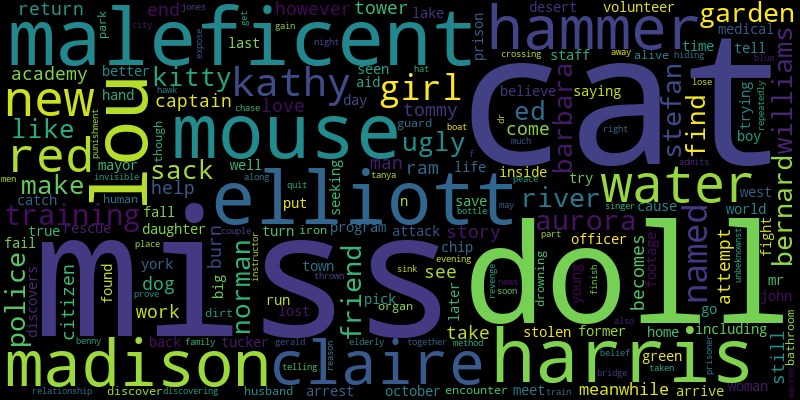 maleficent
cat
miss
doll
mouse
elliott
harris
madison
claire
hammer
water
lou
new
red
girl
kathy
kitty
ugly
sack
like
make
training
academy
captain
however
tower
lake
return
end
last
park
better
hand
seen
aid
love
day
tommy
prison
guard
boat
ed
come
believe
saying
staff
desert
volunteer
garden
time
tell
medical
alive
hiding
away
crossing
barbara
stefan
find
boy
trying
bernard
williams
river
aurora
story
named
try
cause
west
world
inside
dr
right
much
lose
repeatedly
admits
blue
men
punishment
though
mayor
invisible
catch
human
help
well
man
ram
life
seeking
program
attack
chip
quit
put
n
save
bottle
tanya
along
peace
singer
may
rescue
fall
true
fail
daughter
turn
iron
burn
big
norman
friend
instructor
police
discovers
citizen
york
dog
place
prove
found
work
dirt
town
thrown
run
lost
pick
organ
sink
evening
couple
see
later
take
soon
news
revenge
stolen
former
young
finish
officer
part
becomes
footage
drowning
attempt
fight
mr
john
go
home
including
still
bathroom
unbeknownst
green
taken
bridge
belief
prisoner
meanwhile
arrive
woman
meet
train
encounter
october
arrest
husband
discover
discovering
relationship
telling
reason
method
together
elderly
gerald
tucker
back
family
benny
jones
city
hawk
night
chase
hat
get
gain
expose
also
f
warren